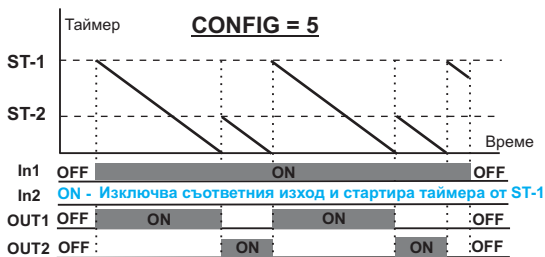 Таймер CONFIG = 5
ST-1
ST-2
Време
In1 OFF ON OFF
In2 ON - Изключва съответния изход и стартира таймера от ST-1
OUT1 OFF ON ON OFF
OUT2 OFF ON ON OFF